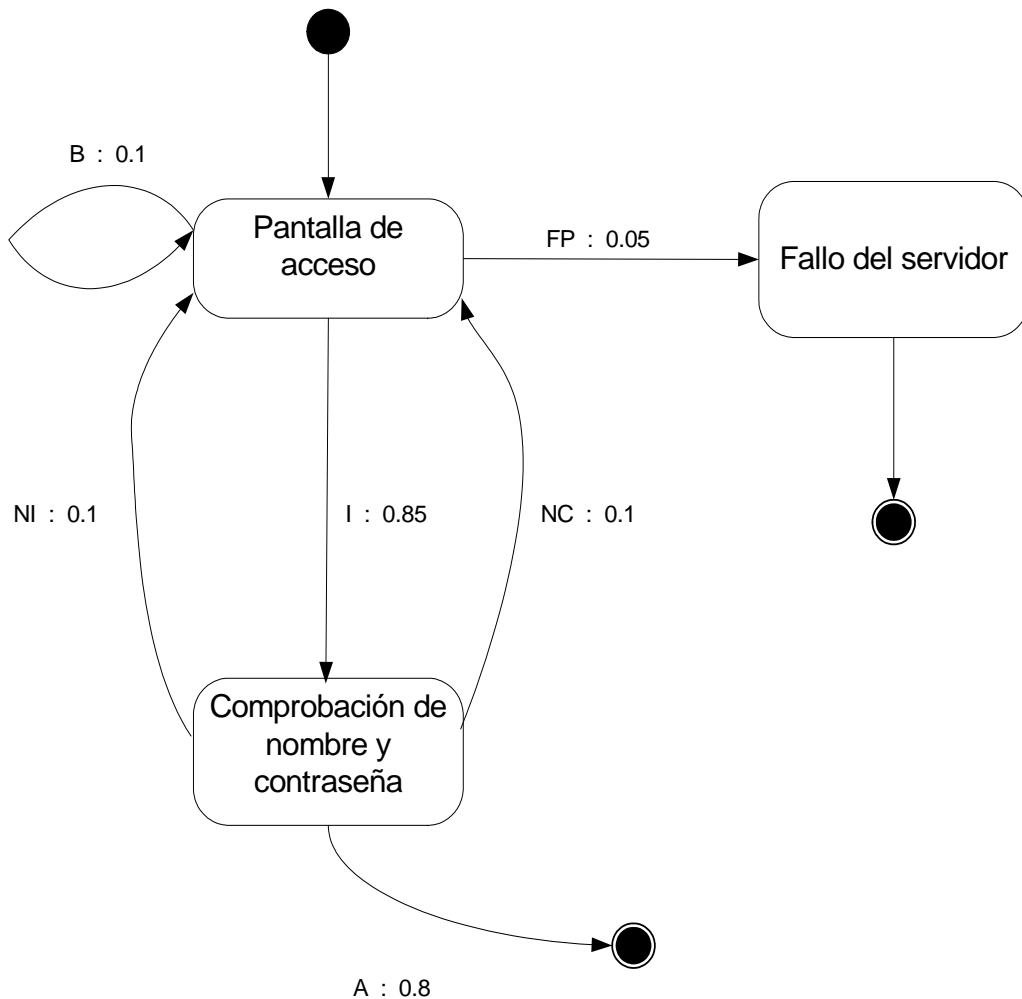 B : 0.1
Pantalla de
acceso
FP : 0.05
Fallo del servidor
NI : 0.1
I : 0.85
NC : 0.1
Comprobación de
nombre y
contraseña
A : 0.8